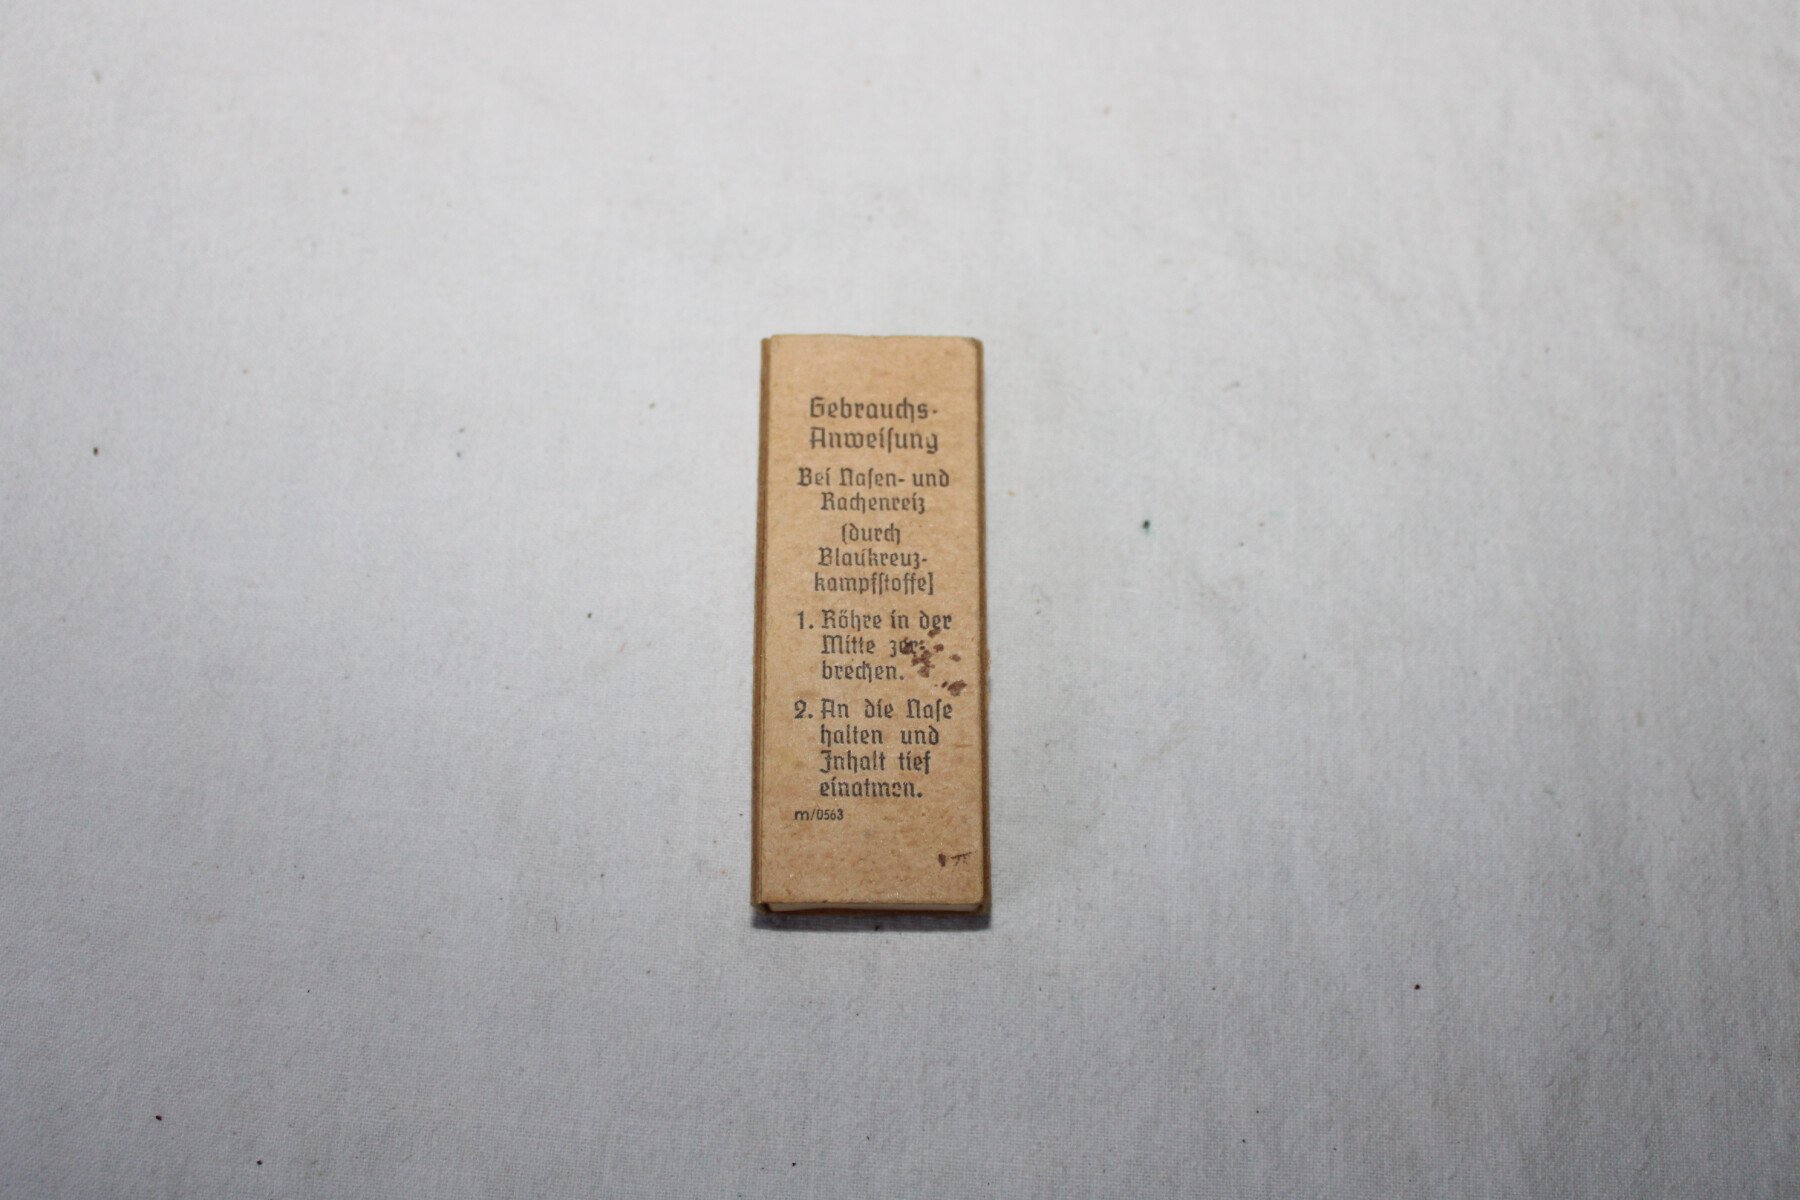 Gebrauchs-
Anweiſung
Bei Naſen- und
Rachenreiz
(durch
Blaukreuz-
kampfſtoffe)
1. Röhre in der
Mitte zer-
brechen.
2. An die Naſe
halten und
Inhalt tief
einatmen.
m/0563